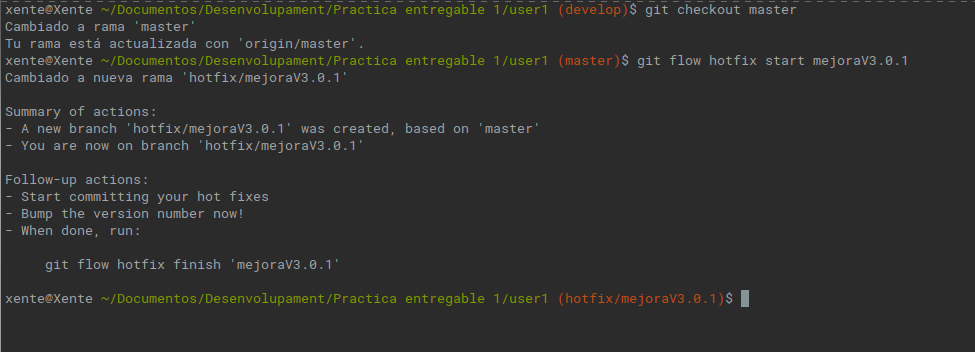 xente@Xente ~/Documentos/Desenvolupament/Practica entregable 1/user1 (develop)$ git checkout master
Cambiado a rama 'master'
Tu rama está actualizada con 'origin/master'.
xente@Xente ~/Documentos/Desenvolupament/Practica entregable 1/user1 (master)$ git flow hotfix start mejoraV3.0.1
Cambiado a nueva rama 'hotfix/mejoraV3.0.1'
Summary of actions:
- A new branch 'hotfix/mejoraV3.0.1' was created, based on 'master'
- You are now on branch 'hotfix/mejoraV3.0.1'
Follow-up actions:
- Start committing your hot fixes
- Bump the version number now!
- When done, run:
git flow hotfix finish 'mejoraV3.0.1'
xente@Xente ~/Documentos/Desenvolupament/Practica entregable 1/user1 (hotfix/mejoraV3.0.1)$